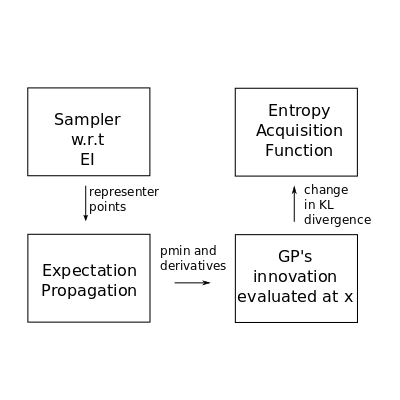 Sampler
w.r.t
EI
representer
points
Expectation
Propagation
pmin and
derivatives
GP's
innovation
evaluated at x
change
in KL
divergence
Entropy
Acquisition
Function